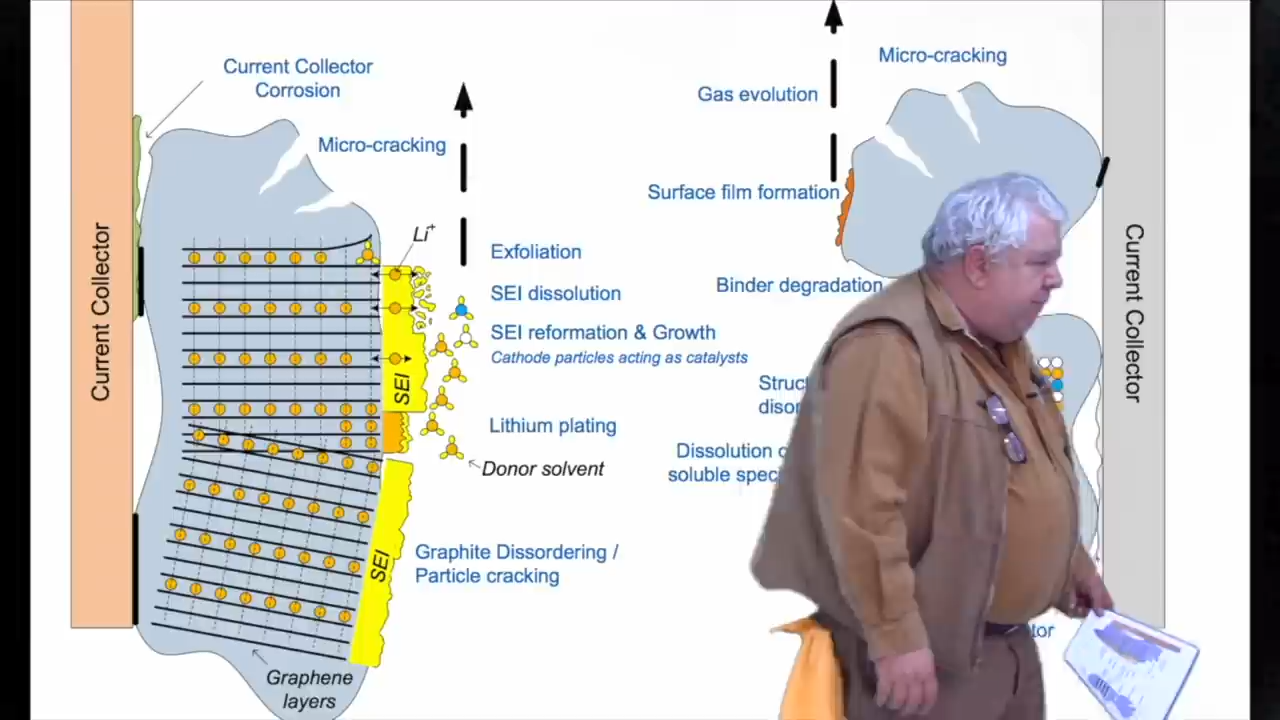 Current Collector
Corrosion
Micro-cracking
Li+
Exfoliation
SEI dissolution
SEI reformation & Growth
Cathode particles acting as catalysts
SEI
Lithium plating
Donor solvent
SEI
Graphite Dissordering /
Particle cracking
Graphene
layers
Current Collector
Micro-cracking
Gas evolution
Surface film formation
Binder degradation
Dissolution
soluble
Current Collector